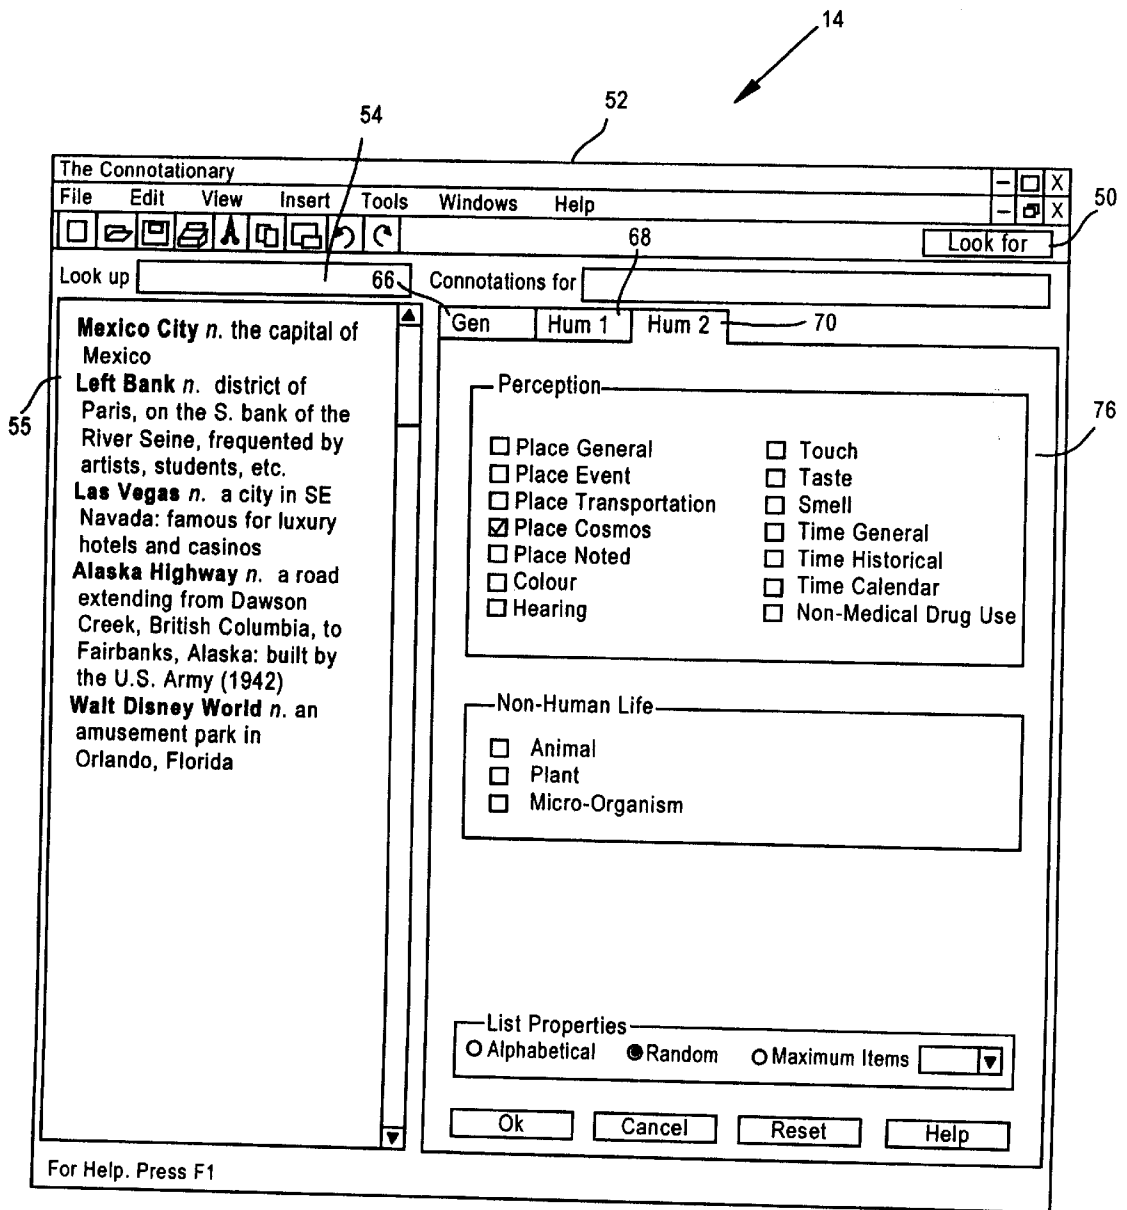 14
52
54
The Connotationary
File Edit View Insert Tools Windows Help
50
68
Look for
Look up
66
Connotations for
Gen Hum 1 Hum 2
70
Mexico City n. the capital of
Mexico
Left Bank n. district of
Paris, on the S. bank of the
River Seine, frequented by
artists, students, etc.
Las Vegas n. a city in SE
Navada: famous for luxury
hotels and casinos
Alaska Highway n. a road
extending from Dawson
Creek, British Columbia, to
Fairbanks, Alaska: built by
the U.S. Army (1942)
Walt Disney World n. an
amusement park in
Orlando, Florida
55
Perception
76
Place General
Place Event
Place Transportation
Place Cosmos
Place Noted
Colour
Hearing
Touch
Taste
Smell
Time General
Time Historical
Time Calendar
Non-Medical Drug Use
Non-Human Life
Animal
Plant
Micro-Organism
List Properties
Alphabetical Random Maximum Items
Ok Cancel Reset Help
For Help. Press F1